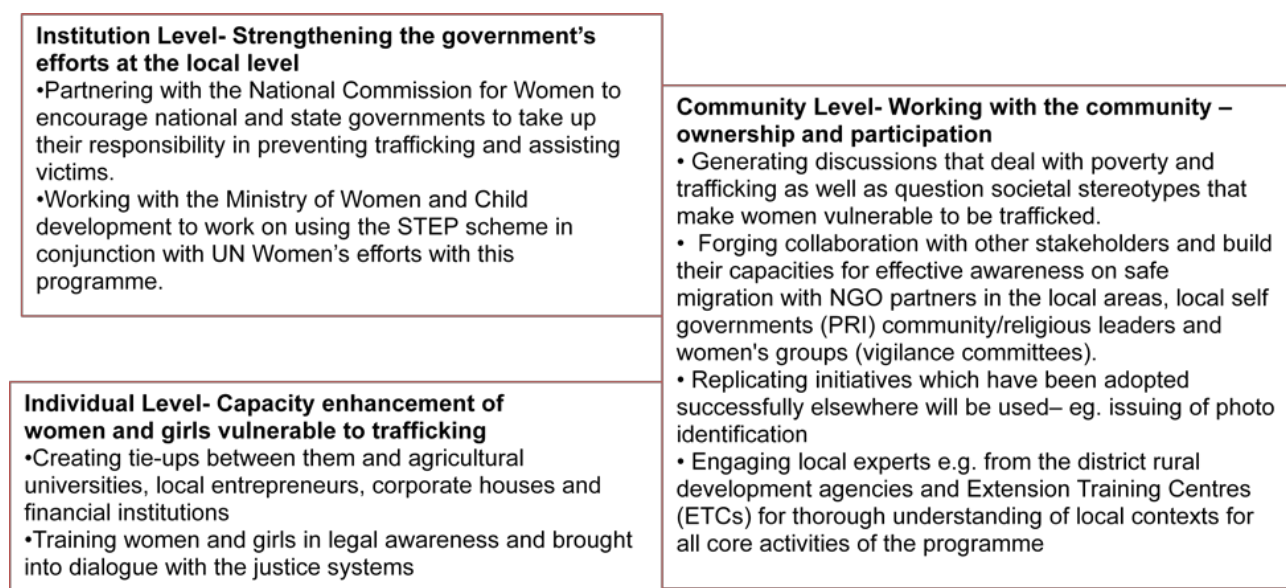 Institution Level- Strengthening the government's
efforts at the local level
•Partnering with the National Commission for Women to
encourage national and state governments to take up
their responsibility in preventing trafficking and assisting
victims.
•Working with the Ministry of Women and Child
development to work on using the STEP scheme in
conjunction with UN Women's efforts with this
programme.
Individual Level- Capacity enhancement of
women and girls vulnerable to trafficking
•Creating tie-ups between them and agricultural
universities, local entrepreneurs, corporate houses and
financial institutions
•Training women and girls in legal awareness and brought
into dialogue with the justice systems
Community Level- Working with the community –
ownership and participation
• Generating discussions that deal with poverty and
trafficking as well as question societal stereotypes that
make women vulnerable to be trafficked.
• Forging collaboration with other stakeholders and build
their capacities for effective awareness on safe
migration with NGO partners in the local areas, local self
governments (PRI) community/religious leaders and
women's groups (vigilance committees).
• Replicating initiatives which have been adopted
successfully elsewhere will be used– eg. issuing of photo
identification
• Engaging local experts e.g. from the district rural
development agencies and Extension Training Centres
(ETCs) for thorough understanding of local contexts for
all core activities of the programme